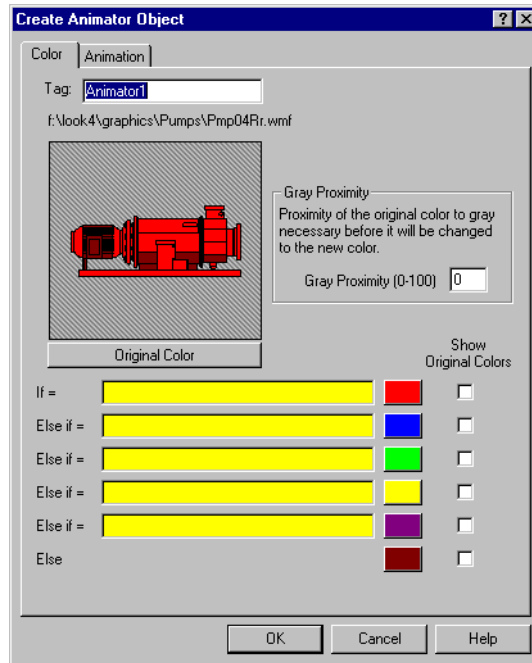 Create Animator Object
Color Animation
Tag: Animator1
f:\look4\graphics\Pumps\Pmp04Rr.wmf
Gray Proximity
Proximity of the original color to gray
necessary before it will be changed
to the new color.
Gray Proximity (0-100) 0
Original Color
Show
Original Colors
If =
Else if =
Else if =
Else if =
Else if =
Else
OK Cancel Help